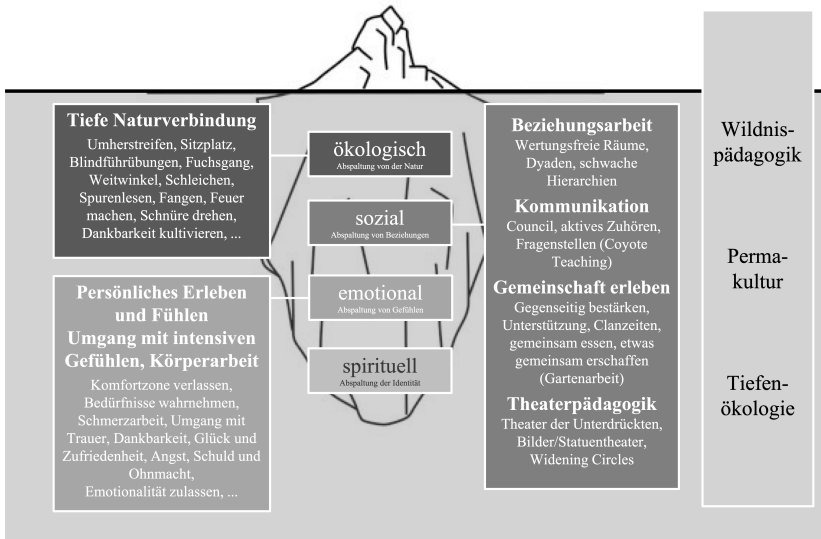 Tiefe Naturverbindung
Umherstreifen, Sitzplatz,
Blindführübungen, Fuchsgang,
Weitwinkel, Schleichen,
Spurenlesen, Fangen, Feuer
machen, Schnüre drehen,
Dankbarkeit kultivieren, ...
Persönliches Erleben
und Fühlen
Umgang mit intensiven
Gefühlen, Körperarbeit
Komfortzone verlassen,
Bedürfnisse wahrnehmen,
Schmerzarbeit, Umgang mit
Trauer, Dankbarkeit, Glück und
Zufriedenheit, Angst, Schuld und
Ohnmacht,
Emotionalität zulassen, ...
ökologisch
Abspaltung von der Natur
sozial
Abspaltung von Beziehungen
emotional
Abspaltung von Gefühlen
spirituell
Abspaltung der Identität
Beziehungsarbeit
Wertungsfreie Räume,
Dyaden, schwache
Hierarchien
Kommunikation
Council, aktives Zuhören,
Fragenstellen (Coyote
Teaching)
Gemeinschaft erleben
Gegenseitig bestärken,
Unterstützung, Clanzeiten,
gemeinsam essen, etwas
gemeinsam erschaffen
(Gartenarbeit)
Theaterpädagogik
Theater der Unterdrückten,
Bilder/Statuentheater,
Widening Circles
Wildnis-
pädagogik
Perma-
kultur
Tiefen-
ökologie